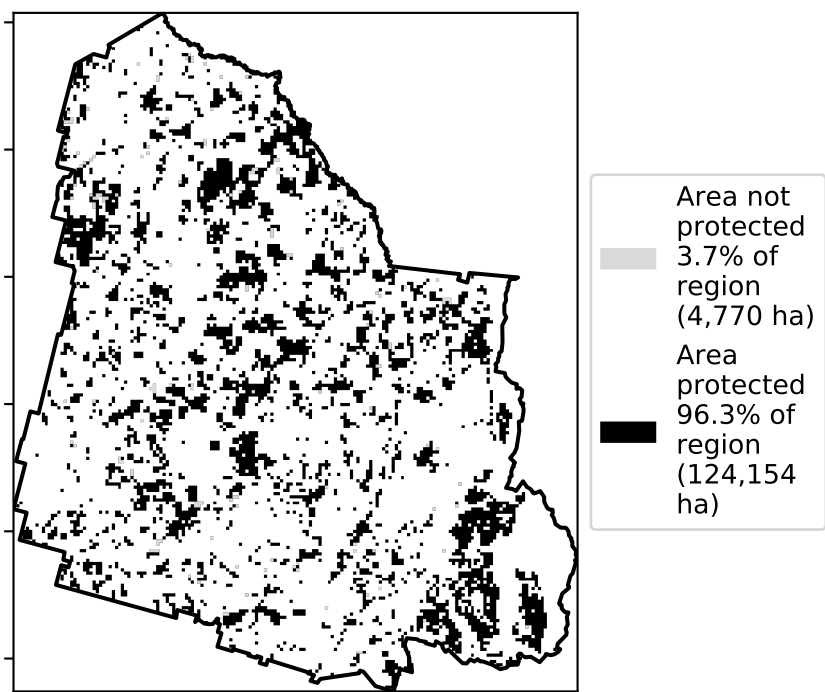 Area not
protected
3.7% of
region
(4,770 ha)
Area
protected
96.3% of
region
(124,154
ha)